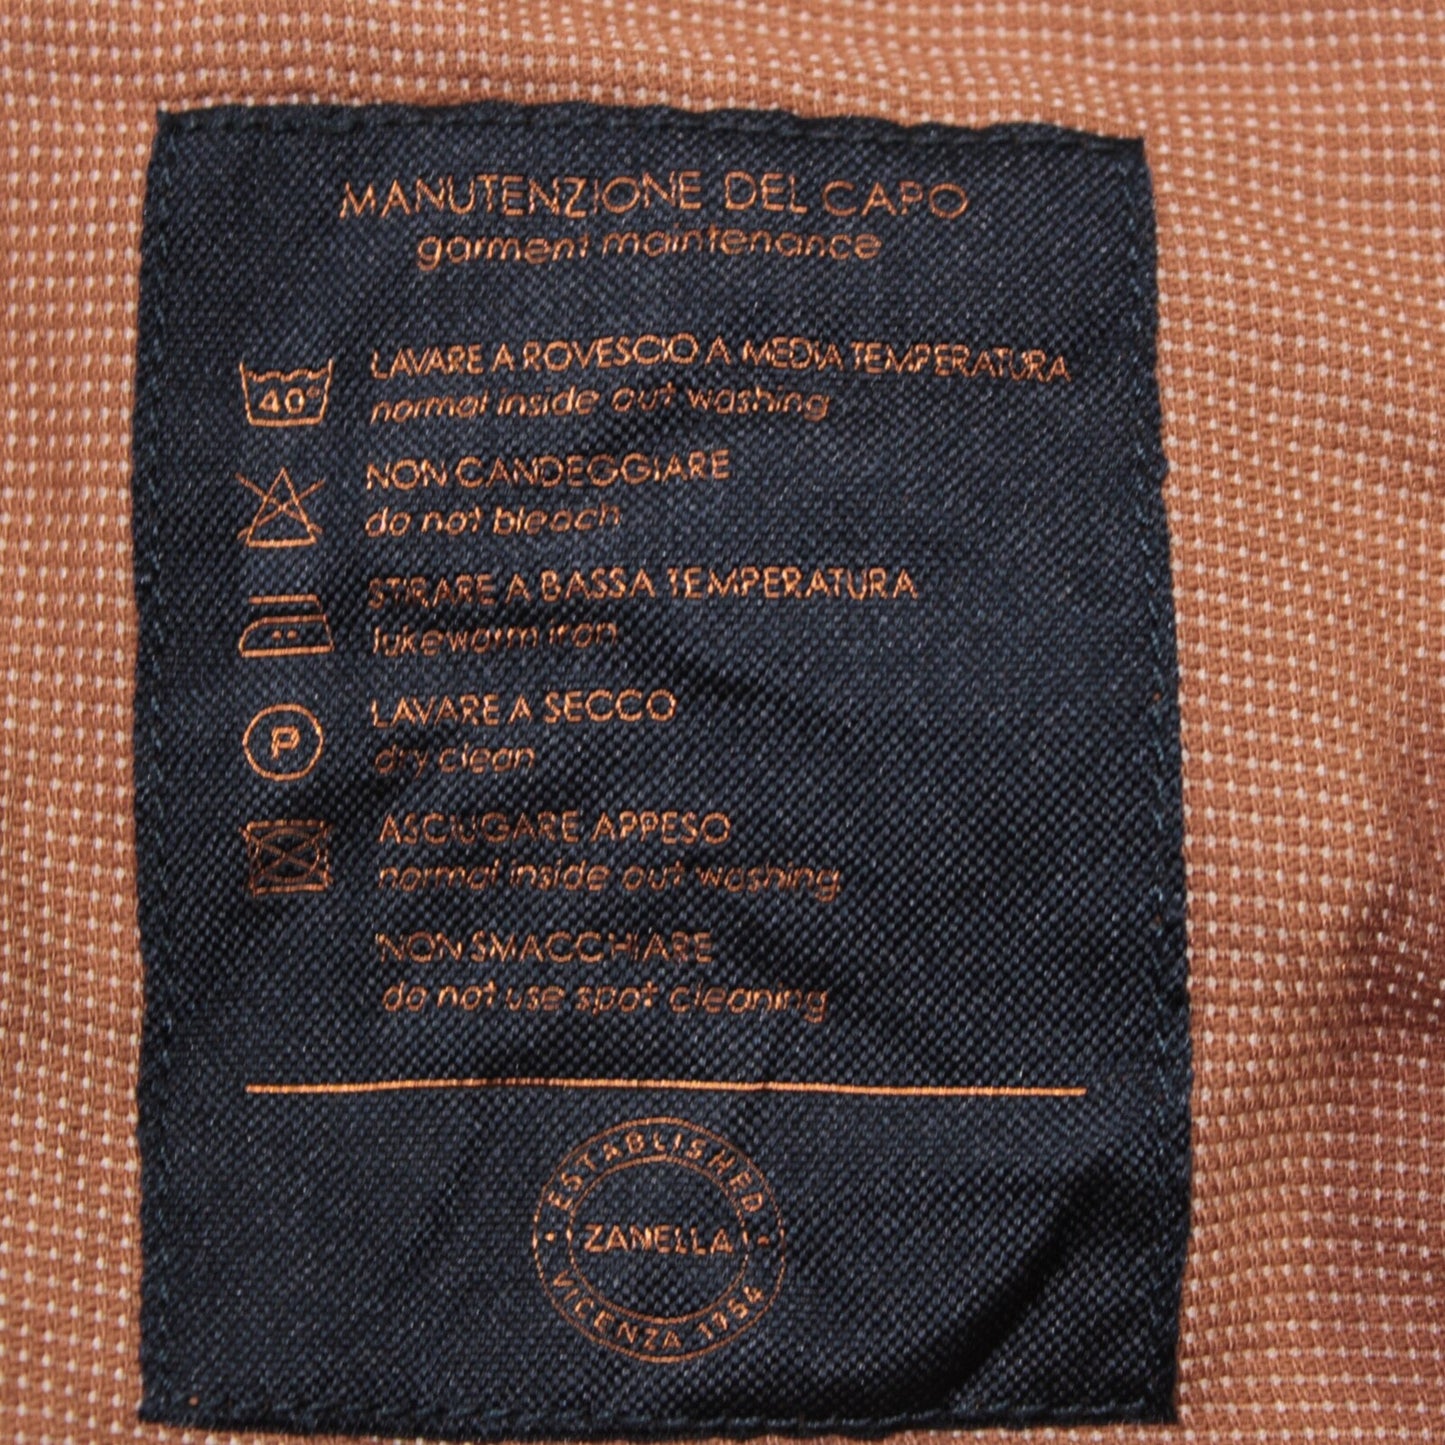 MANUTENZIONE DEL CAPO
garment maintenance
40°
LAVARE A ROVESCIO A MEDIA TEMPERATURA
normal inside out washing
NON CANDEGGIARE
do not bleach
STIRARE A BASSA TEMPERATURA
lukewarm iron
P
LAVARE A SECCO
dry clean
ASCIUGARE APPESO
normal inside out washing
NON SMACCHIARE
do not use spot cleaning
ESTABLISHED
ZANELLA
VICENZA 1954